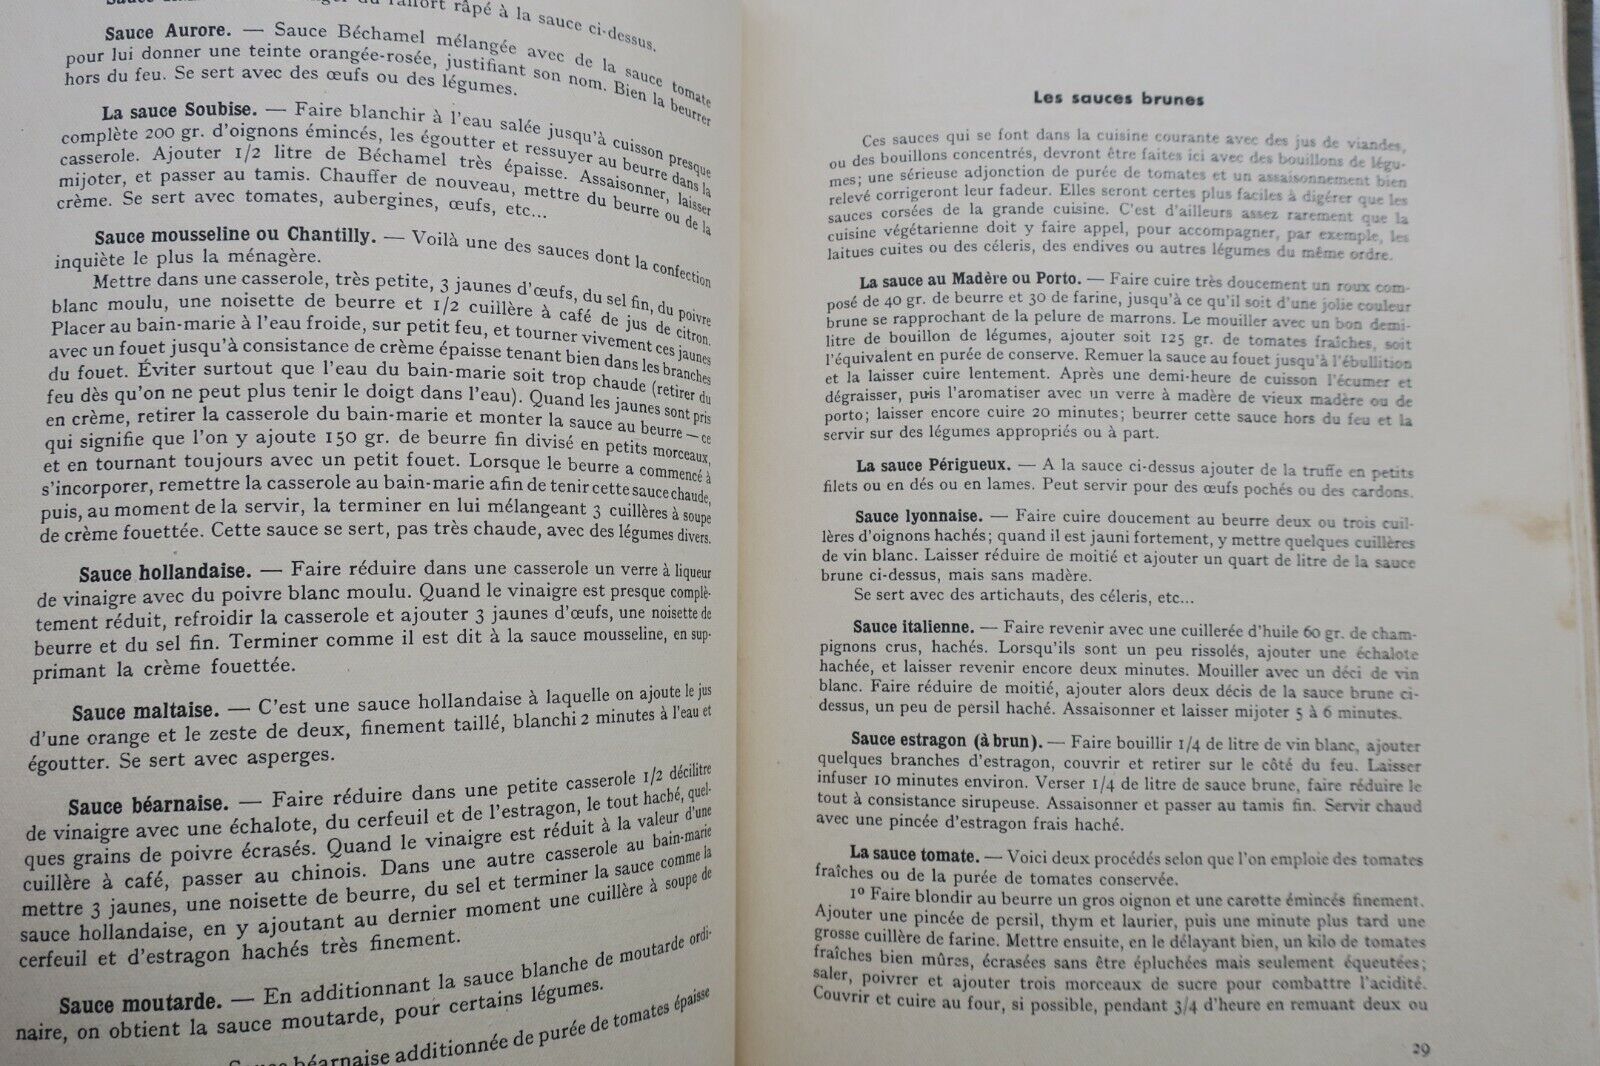 râpé à la sauce ci-dessus.
Sauce Aurore. — Sauce Béchamel mélangée avec de la sauce tomate
pour lui donner une teinte orangée-rosée, justifiant son nom. Bien la beurrer
hors du feu. Se sert avec des œufs ou des légumes.
La sauce Soubise. — Faire blanchir à l'eau salée jusqu'à cuisson presque
complète 200 gr. d'oignons émincés, les égoutter et ressuyer au beurre dans la
casserole. Ajouter 1/2 litre de Béchamel très épaisse. Assaisonner, laisser
mijoter, et passer au tamis. Chauffer de nouveau, mettre du beurre ou de la
crème. Se sert avec tomates, aubergines, œufs, etc...
Sauce mousseline ou Chantilly. — Voilà une des sauces dont la confection
inquiète le plus la ménagère.
Mettre dans une casserole, très petite, 3 jaunes d'œufs, du sel fin, du poivre
blanc moulu, une noisette de beurre et 1/2 cuillère à café de jus de citron.
Placer au bain-marie à l'eau froide, sur petit feu, et tourner vivement ces jaunes
avec un fouet jusqu'à consistance de crème épaisse tenant bien dans les branches
du fouet. Éviter surtout que l'eau du bain-marie soit trop chaude (retirer du
feu dès qu'on ne peut plus tenir le doigt dans l'eau). Quand les jaunes sont pris
en crème, retirer la casserole du bain-marie et monter la sauce au beurre — ce
qui signifie que l'on y ajoute 150 gr. de beurre fin divisé en petits morceaux,
et en tournant toujours avec un petit fouet. Lorsque le beurre a commencé à
s'incorporer, remettre la casserole au bain-marie afin de tenir cette sauce chaude,
puis, au moment de la servir, la terminer en lui mélangeant 3 cuillères à soupe
de crème fouettée. Cette sauce se sert, pas très chaude, avec des légumes divers.
Sauce hollandaise. — Faire réduire dans une casserole un verre à liqueur
de vinaigre avec du poivre blanc moulu. Quand le vinaigre est presque complè-
tement réduit, refroidir la casserole et ajouter 3 jaunes d'œufs, une noisette de
beurre et du sel fin. Terminer comme il est dit à la sauce mousseline, en sup-
primant la crème fouettée.
Sauce maltaise. — C'est une sauce hollandaise à laquelle on ajoute le jus
d'une orange et le zeste de deux, finement taillé, blanchi 2 minutes à l'eau et
égoutter. Se sert avec asperges.
Sauce béarnaise. — Faire réduire dans une petite casserole 1/2 décilitre
de vinaigre avec une échalote, du cerfeuil et de l'estragon, le tout haché, quel-
ques grains de poivre écrasés. Quand le vinaigre est réduit à la valeur d'une
cuillère à café, passer au chinois. Dans une autre casserole au bain-marie
mettre 3 jaunes, une noisette de beurre, du sel et terminer la sauce comme la
sauce hollandaise, en y ajoutant au dernier moment une cuillère à soupe de
cerfeuil et d'estragon hachés très finement.
Sauce moutarde. — En additionnant la sauce blanche de moutarde ordi-
naire, on obtient la sauce moutarde, pour certains légumes.
Sauce béarnaise additionnée de purée de tomates épaisse
Les sauces brunes
Ces sauces qui se font dans la cuisine courante avec des jus de viandes,
ou des bouillons concentrés, devront être faites ici avec des bouillons de légu-
mes; une sérieuse adjonction de purée de tomates et un assaisonnement bien
relevé corrigeront leur fadeur. Elles seront certes plus faciles à digérer que les
sauces corsées de la grande cuisine. C'est d'ailleurs assez rarement que la
cuisine végétarienne doit y faire appel, pour accompagner, par exemple, les
laitues cuites ou des céleris, des endives ou autres légumes du même ordre.
La sauce au Madère ou Porto. — Faire cuire très doucement un roux com-
posé de 40 gr. de beurre et 30 de farine, jusqu'à ce qu'il soit d'une jolie couleur
brune se rapprochant de la pelure de marrons. Le mouiller avec un bon demi-
litre de bouillon de légumes, ajouter soit 125 gr. de tomates fraîches, soit
l'équivalent en purée de conserve. Remuer la sauce au fouet jusqu'à l'ébullition
et la laisser cuire lentement. Après une demi-heure de cuisson l'écumer et
dégraisser, puis l'aromatiser avec un verre à madère de vieux madère ou de
porto; laisser encore cuire 20 minutes; beurrer cette sauce hors du feu et la
servir sur des légumes appropriés ou à part.
La sauce Périgueux. — A la sauce ci-dessus ajouter de la truffe en petits
filets ou en dés ou en lames. Peut servir pour des œufs pochés ou des cardons.
Sauce lyonnaise. — Faire cuire doucement au beurre deux ou trois cuil-
lères d'oignons hachés; quand il est jauni fortement, y mettre quelques cuillères
de vin blanc. Laisser réduire de moitié et ajouter un quart de litre de la sauce
brune ci-dessus, mais sans madère.
Se sert avec des artichauts, des céleris, etc...
Sauce italienne. — Faire revenir avec une cuillerée d'huile 60 gr. de cham-
pignons crus, hachés. Lorsqu'ils sont un peu rissolés, ajouter une échalote
hachée, et laisser revenir encore deux minutes. Mouiller avec un déci de vin
blanc. Faire réduire de moitié, ajouter alors deux décis de la sauce brune ci-
dessus, un peu de persil haché. Assaisonner et laisser mijoter 5 à 6 minutes.
Sauce estragon (à brun). — Faire bouillir 1/4 de litre de vin blanc, ajouter
quelques branches d'estragon, couvrir et retirer sur le côté du feu. Laisser
infuser 10 minutes environ. Verser 1/4 de litre de sauce brune, faire réduire le
tout à consistance sirupeuse. Assaisonner et passer au tamis fin. Servir chaud
avec une pincée d'estragon frais haché.
La sauce tomate. — Voici deux procédés selon que l'on emploie des tomates
fraîches ou de la purée de tomates conservée.
1° Faire blondir au beurre un gros oignon et une carotte émincés finement.
Ajouter une pincée de persil, thym et laurier, puis une minute plus tard une
grosse cuillère de farine. Mettre ensuite, en le délayant bien, un kilo de tomates
fraîches bien mûres, écrasées sans être épluchées mais seulement équeutées;
saler, poivrer et ajouter trois morceaux de sucre pour combattre l'acidité.
Couvrir et cuire au four, si possible, pendant 3/4 d'heure en remuant deux ou
29